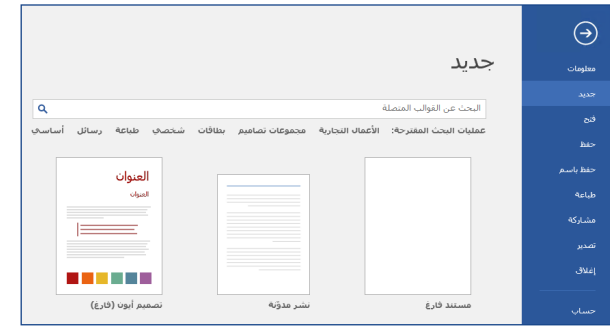 معلومات
جديد
فتح
حفظ
حفظ باسم
طباعة
مشاركة
تصدير
إغلاق
حساب
جديد
البحث عن القوالب المتصلة
عمليات البحث المقترحة: الأعمال التجارية مجموعات تصاميم بطاقات شخصي طباعة رسائل أساسي
العنوان
العنوان
مستند فارغ
نشر مدوّنة
تصميم أيون (فارغ)